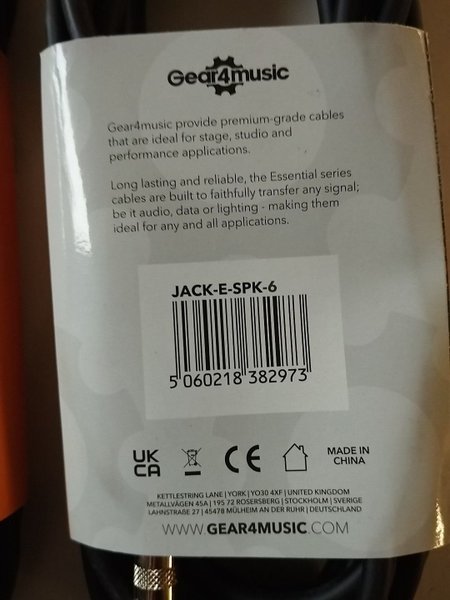 Gear4music
Gear4music provide premium-grade cables
that are ideal for stage, studio and
performance applications.
Long lasting and reliable, the Essential series
cables are built to faithfully transfer any signal;
be it audio, data or lighting - making them
ideal for any and all applications.
JACK-E-SPK-6
5 060218 382973
UK
CA
CE
MADE IN
CHINA
KETTLESTRING LANE | YORK | YO30 4XF | UNITED KINGDOM
METALLVÄGEN 45A | 195 72 ROSERSBERG | STOCKHOLM | SVERIGE
LAHNSTRAßE 27 | 45478 MÜLHEIM AN DER RUHR | DEUTSCHLAND
WWW.GEAR4MUSIC.COM